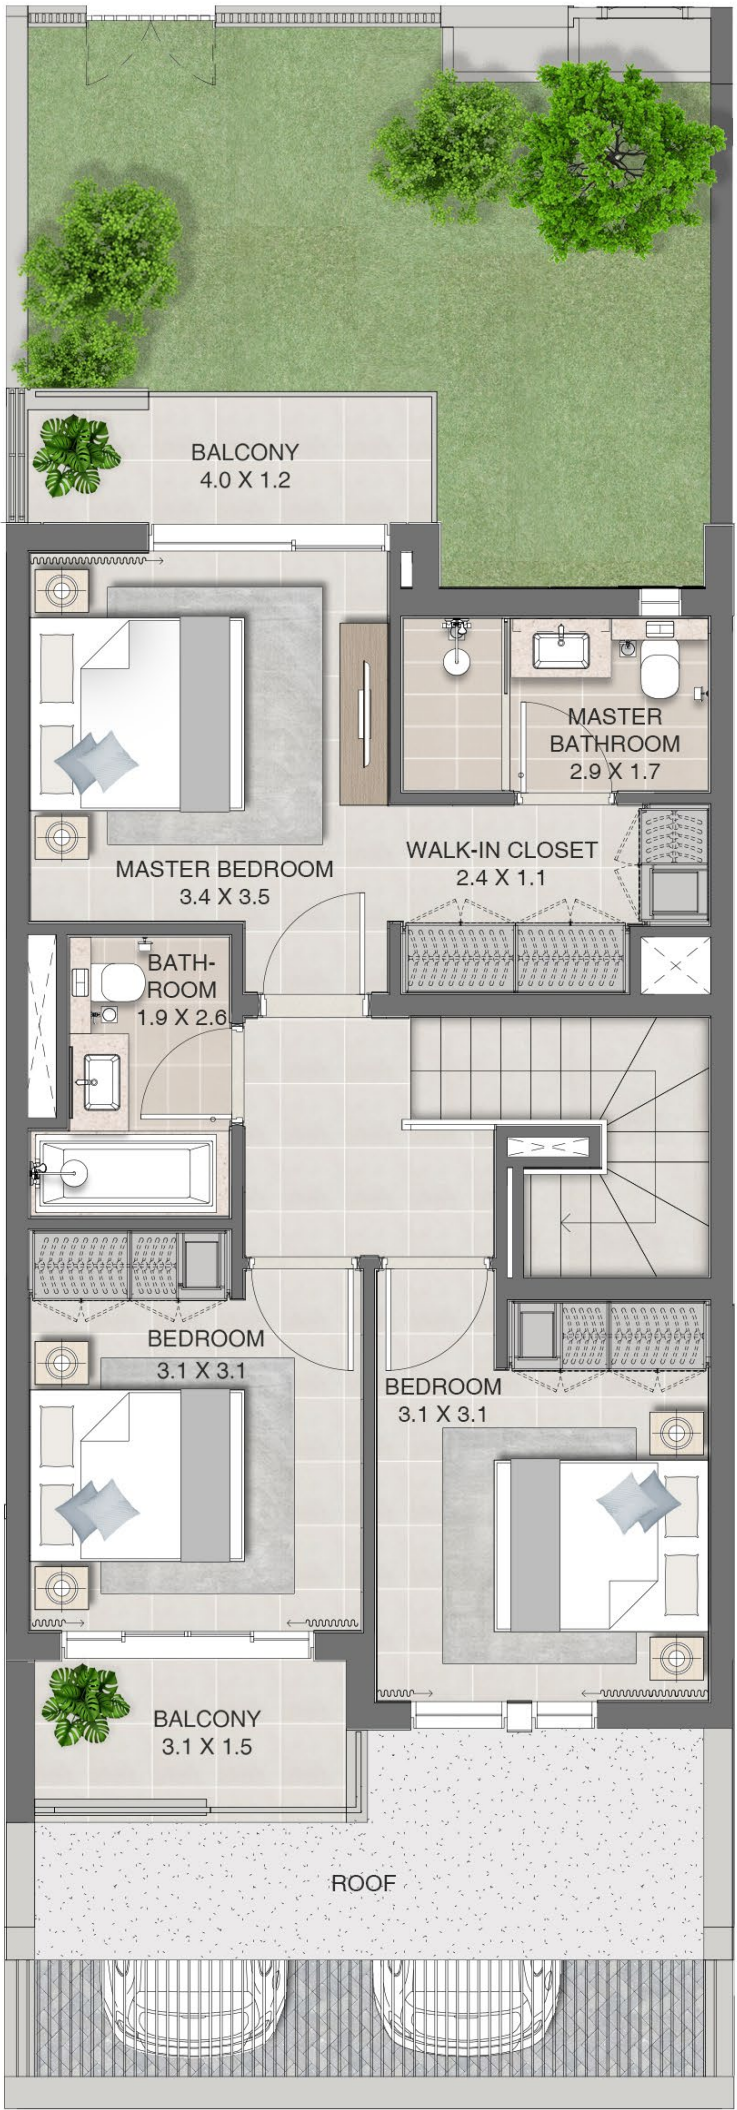 BALCONY
4.0 X 1.2
MASTER
BATHROOM
2.9 X 1.7
WALK-IN CLOSET
2.4 X 1.1
MASTER BEDROOM
3.4 X 3.5
BATH-
ROOM
1.9 X 2.6
BEDROOM
3.1 X 3.1
BEDROOM
3.1 X 3.1
BALCONY
3.1 X 1.5
ROOF